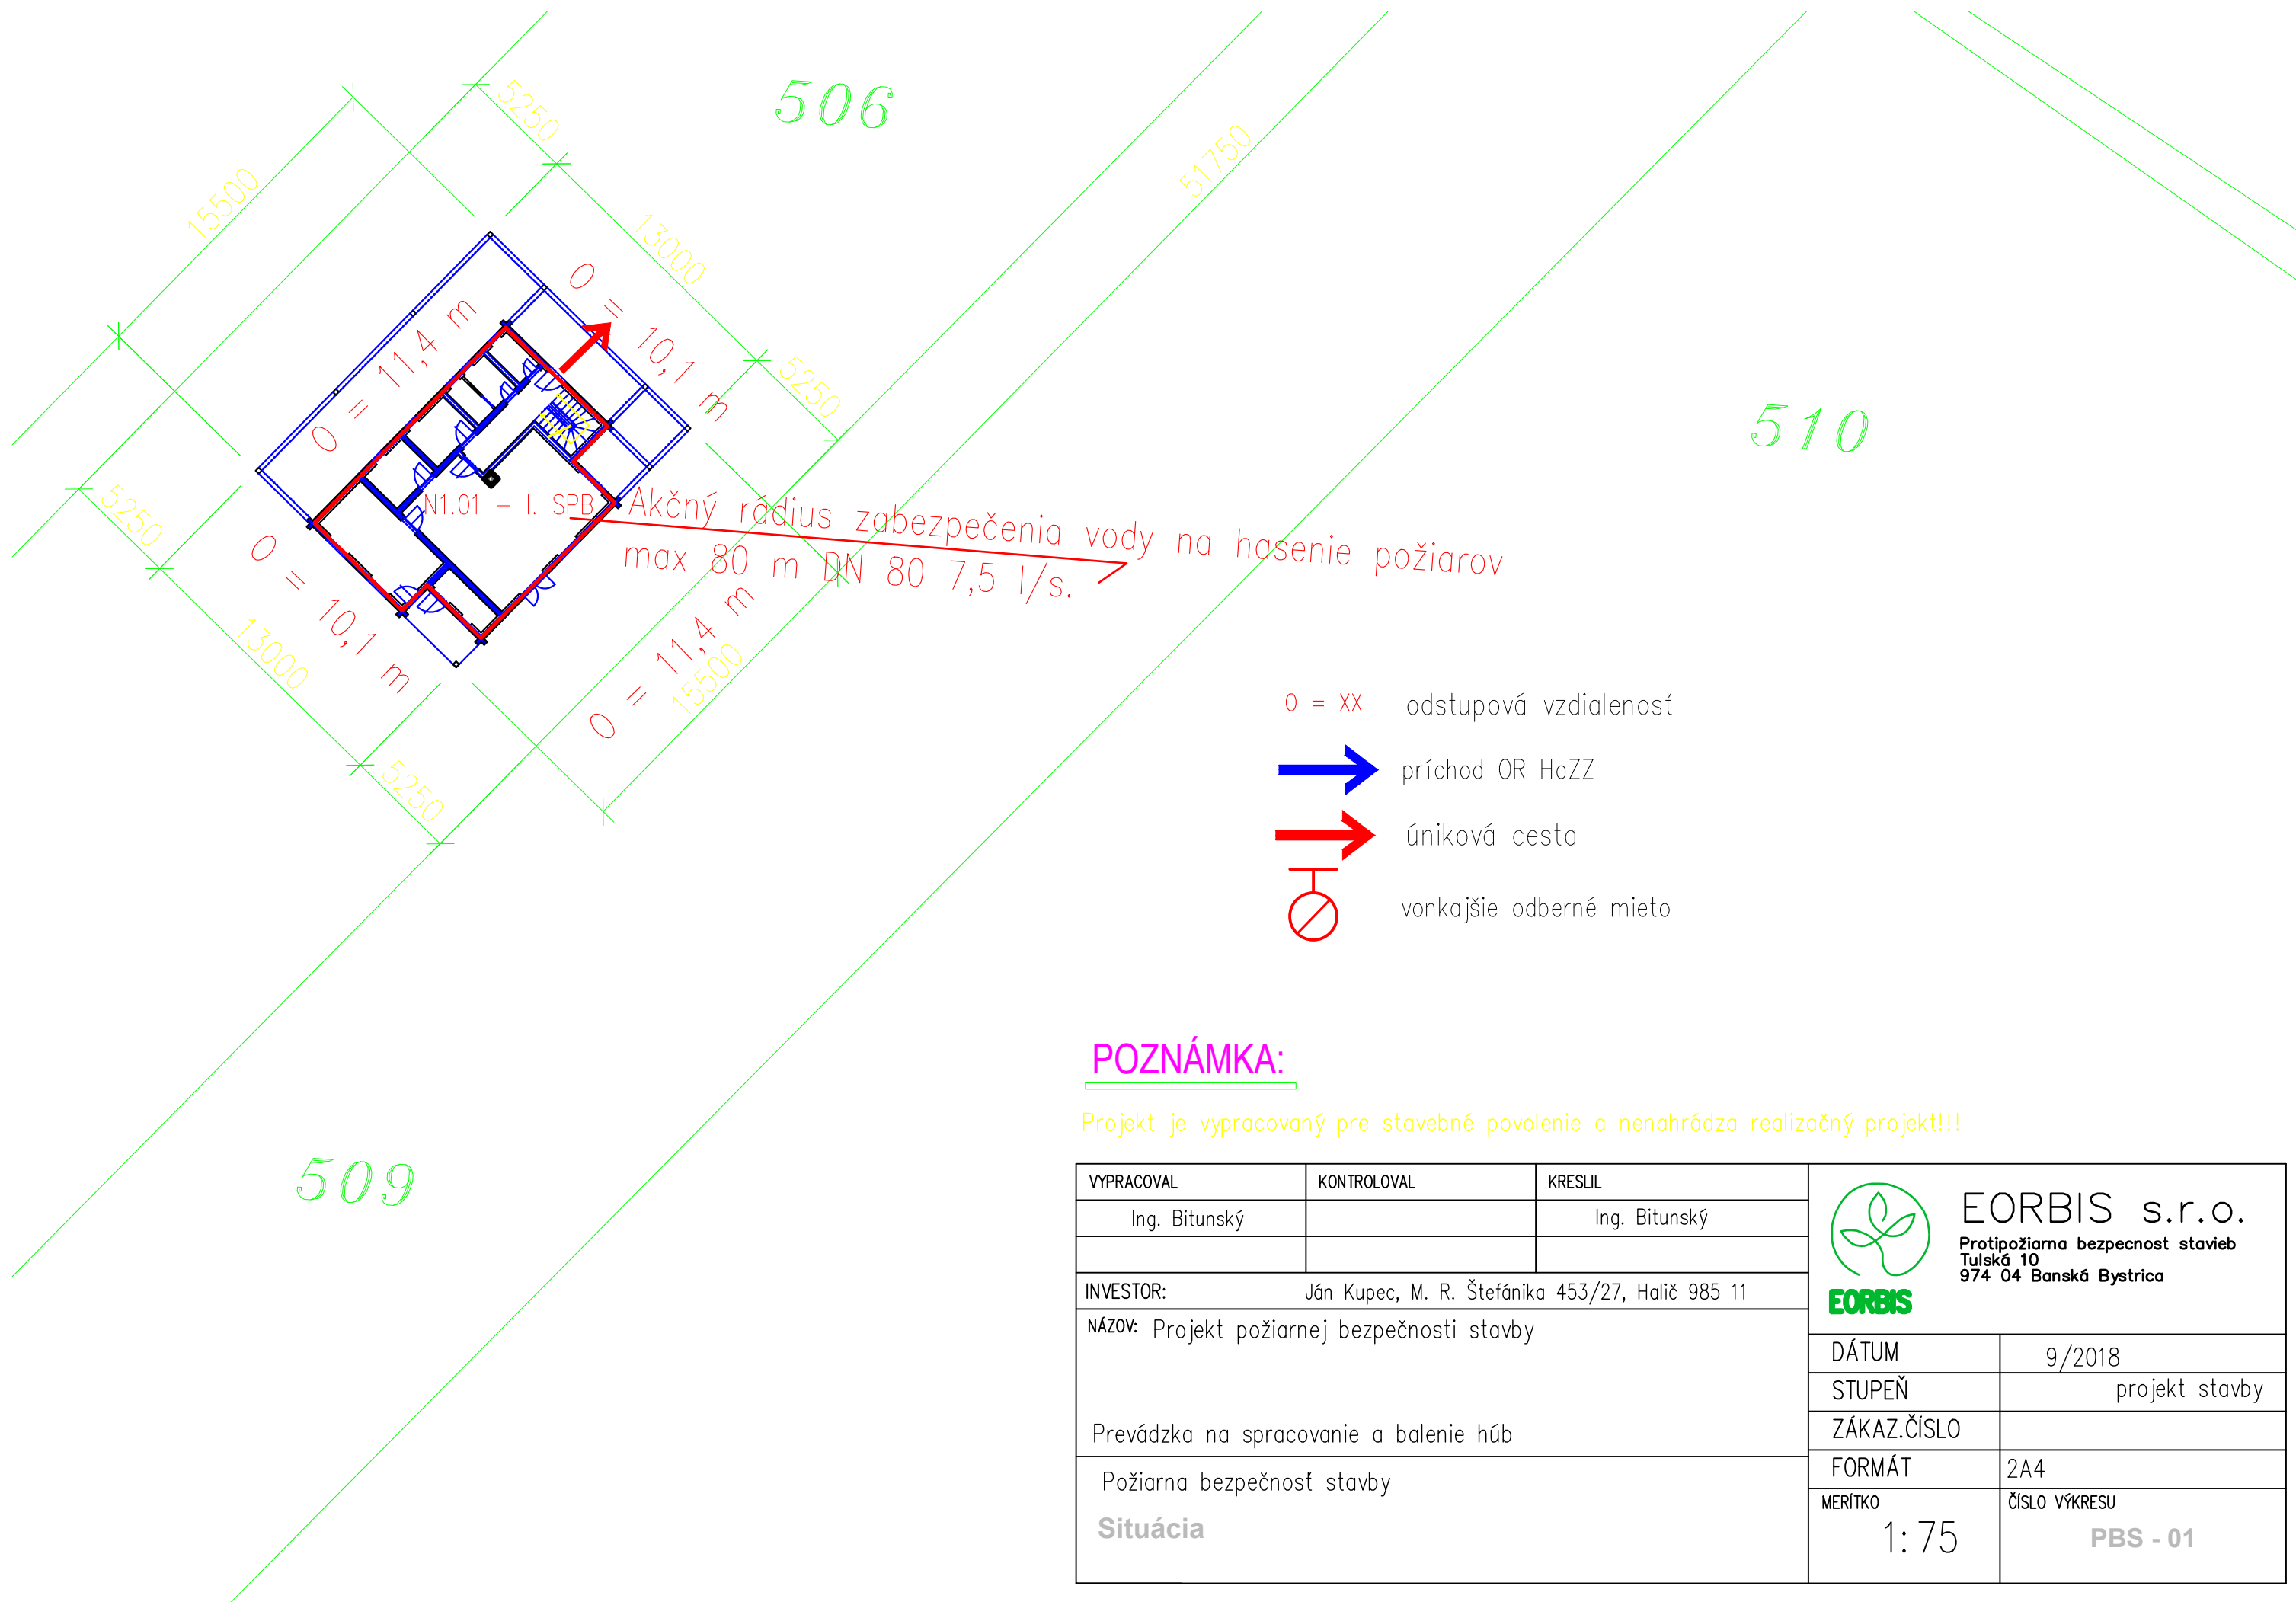 506
510
509
5250
15500
51750
13000
O = 10,1 m
O = 11,4 m
5250
N1.01 - I. SPB
Akčný rádius zabezpečenia vody na hasenie požiarov
max 80 m DN 80 7,5 l/s.
5250
O = 10,1 m
13000
O = 11,4 m
15500
5250
O = XX odstupová vzdialenosť
príchod OR HaZZ
úniková cesta
vonkajšie odberné mieto
POZNÁMKA:
Projekt je vypracovaný pre stavebné povolenie a nenahrádza realizačný projekt!!!
VYPRACOVAL KONTROLOVAL KRESLIL
Ing. Bitunský Ing. Bitunský
INVESTOR: Ján Kupec, M. R. Štefánika 453/27, Halič 985 11
NÁZOV: Projekt požiarnej bezpečnosti stavby
Prevádzka na spracovanie a balenie húb
Požiarna bezpečnosť stavby
Situácia
EORBIS
EORBIS s.r.o.
Protipožiarna bezpecnost stavieb
Tulská 10
974 04 Banská Bystrica
DÁTUM 9/2018
STUPEŇ projekt stavby
ZÁKAZ.ČÍSLO
FORMÁT 2A4
MERÍTKO
1:75
ČÍSLO VÝKRESU
PBS - 01